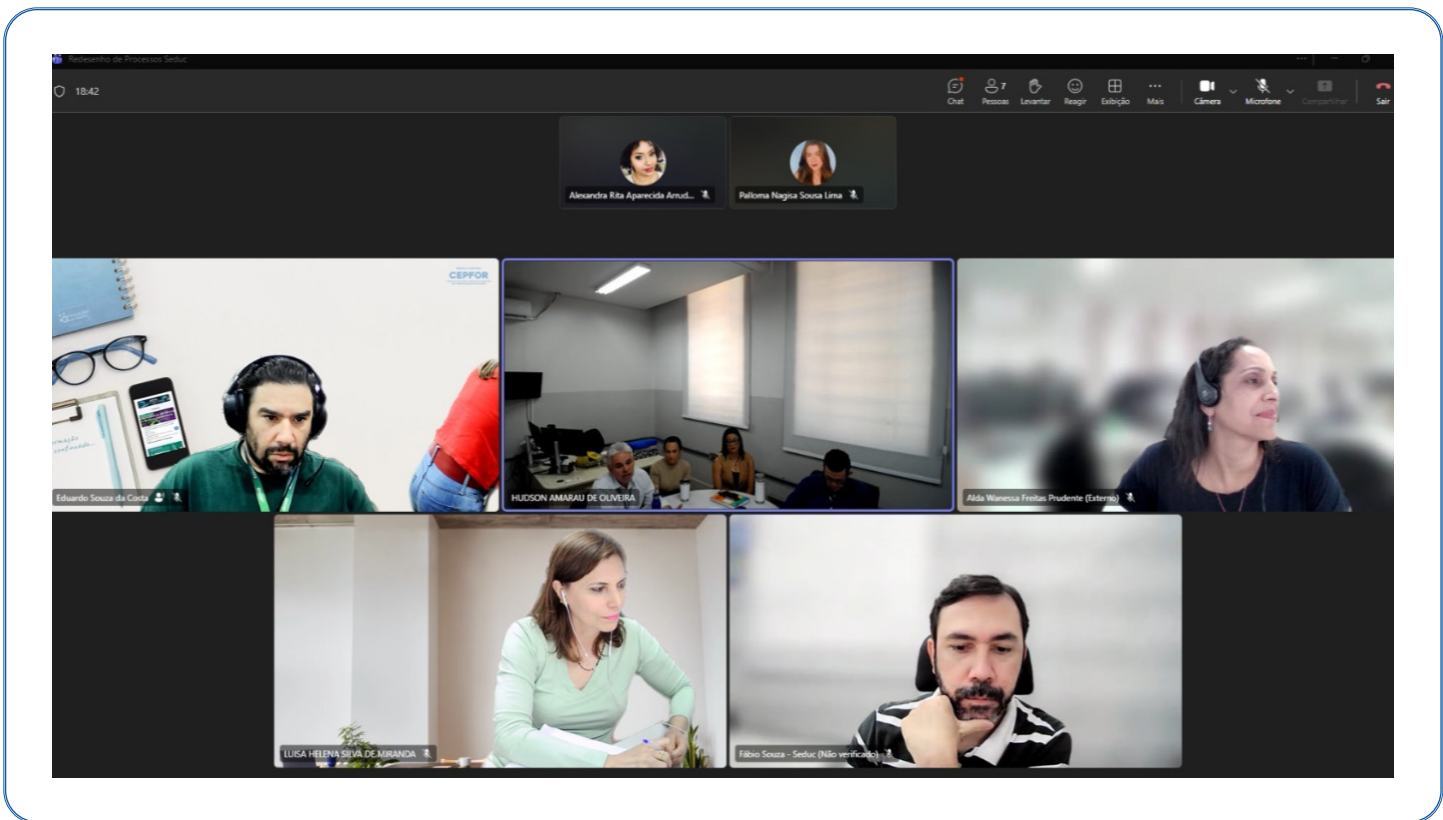 Redesenho de Processos Seduc
18:42
7
Chat Pessoas Levantar Reagir Exibição Mais Câmera Microfone Compartilhar Sair
Alexandra Rita Aparecida Arrud...
Palloma Nagisa Sousa Lima
CEPFOR
Eduardo Souza da Costa
HUDSON AMARAU DE OLIVEIRA
Alda Wanessa Freitas Prudente (Externo)
LUISA HELENA SILVA DE MIRANDA
Fábio Souza - Seduc (Não verificado)